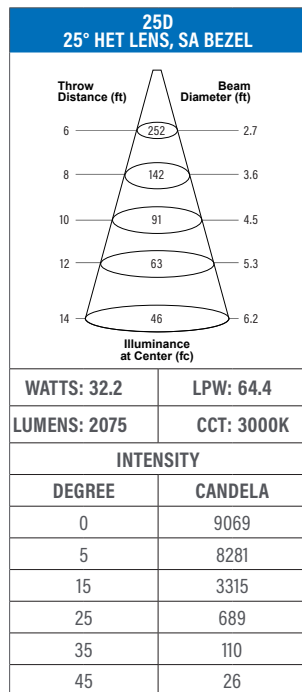 25D
25° HET LENS, SA BEZEL
Throw Distance (ft) Beam Diameter (ft)
6 252 2.7
8 142 3.6
10 91 4.5
12 63 5.3
14 46 6.2
Illuminance
at Center (fc)
WATTS: 32.2 LPW: 64.4
LUMENS: 2075 CCT: 3000K
INTENSITY
DEGREE CANDELA
0 9069
5 8281
15 3315
25 689
35 110
45 26